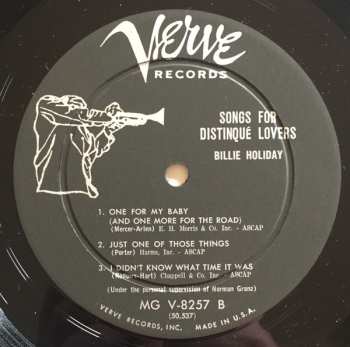 Verve
RECORDS
SONGS FOR
DISTINQUÉ LOVERS
BILLIE HOLIDAY
1. ONE FOR MY BABY
(AND ONE MORE FOR THE ROAD)
(Mercer-Arlen) E. H. Morris & Co. Inc. - ASCAP
2. JUST ONE OF THOSE THINGS
(Porter) Harms, Inc. - ASCAP
3. I DIDN'T KNOW WHAT TIME IT WAS
(Rodgers-Hart) Chappell & Co. Inc. - ASCAP
(Under the personal supervision of Norman Granz)
MG V-8257 B
(50,537)
VERVE RECORDS, INC. MADE IN U.S.A.